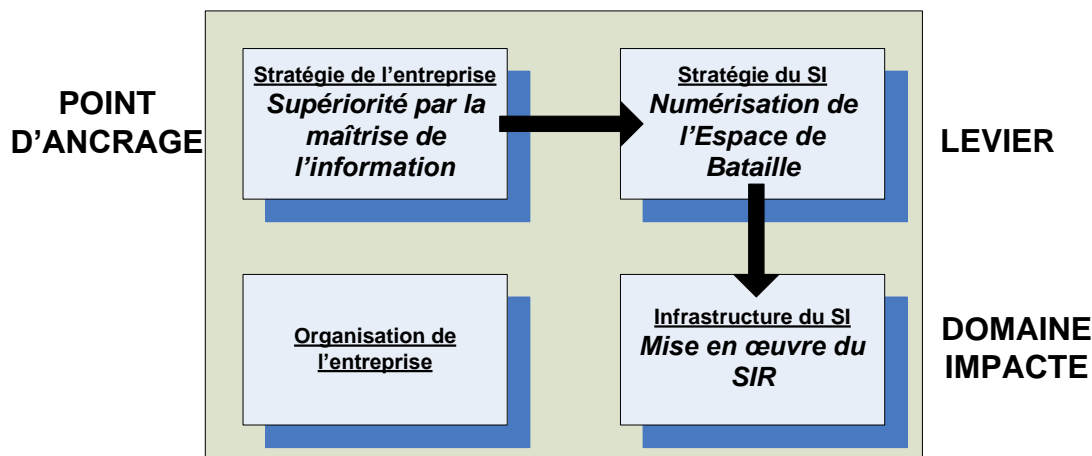 POINT
D'ANCRAGE
Stratégie de l'entreprise
Supériorité par la
maîtrise de
l'information
Stratégie du SI
Numérisation de
l'Espace de
Bataille
LEVIER
Organisation de
l'entreprise
Infrastructure du SI
Mise en œuvre du
SIR
DOMAINE
IMPACTE